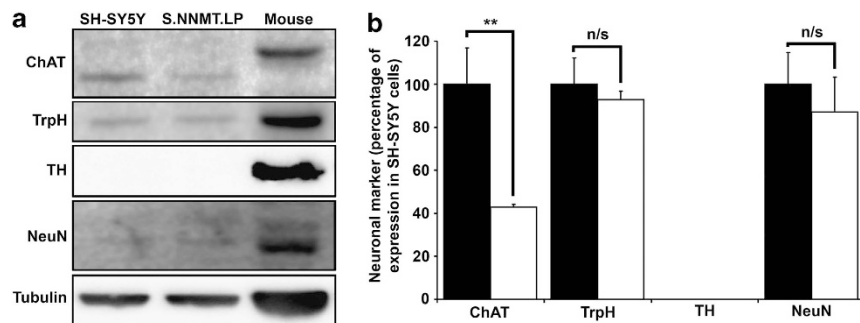 a
SH-SY5Y S.NNMT.LP Mouse
ChAT
TrpH
TH
NeuN
Tubulin
b
Neuronal marker (percentage of
expression in SH-SY5Y cells)
120
100
80
60
40
20
0
**
n/s
n/s
ChAT TrpH TH NeuN